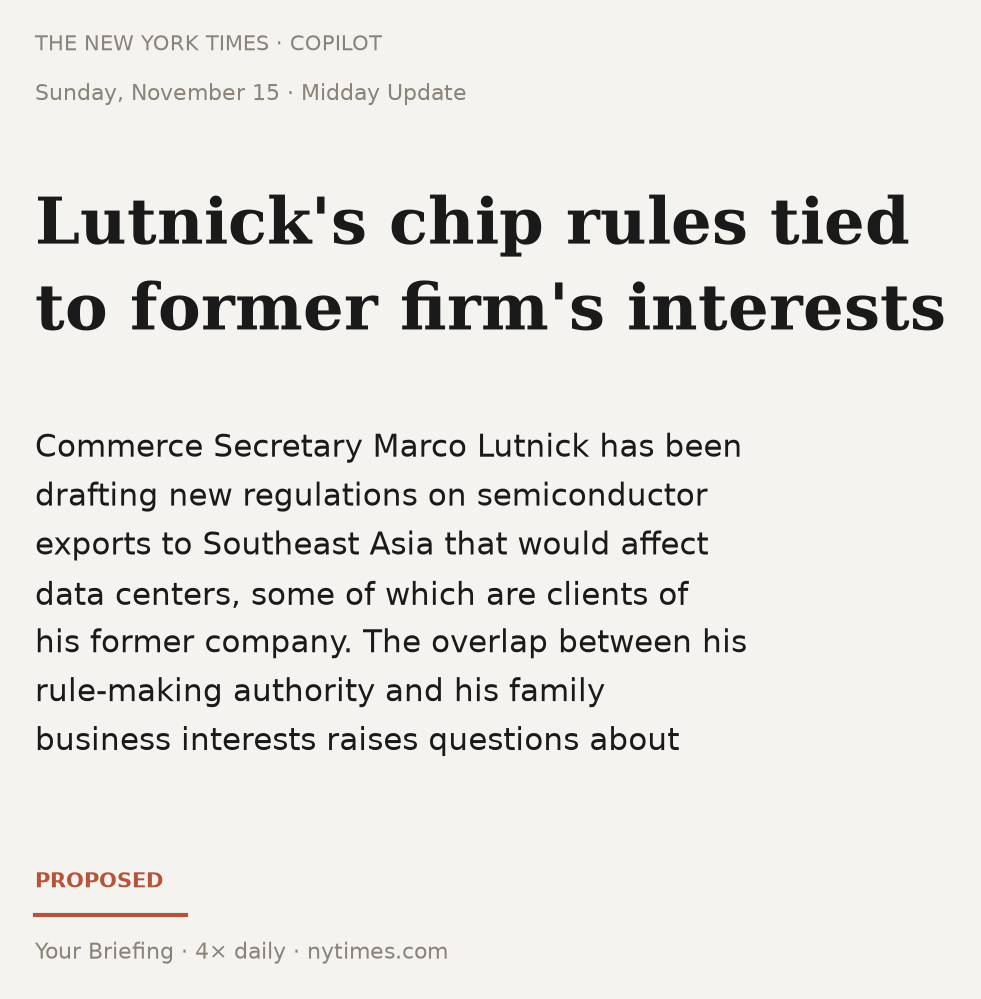 THE NEW YORK TIMES · COPILOT
Sunday, November 15 · Midday Update
Lutnick's chip rules tied
to former firm's interests
Commerce Secretary Marco Lutnick has been
drafting new regulations on semiconductor
exports to Southeast Asia that would affect
data centers, some of which are clients of
his former company. The overlap between his
rule-making authority and his family
business interests raises questions about
PROPOSED
Your Briefing · 4× daily · nytimes.com